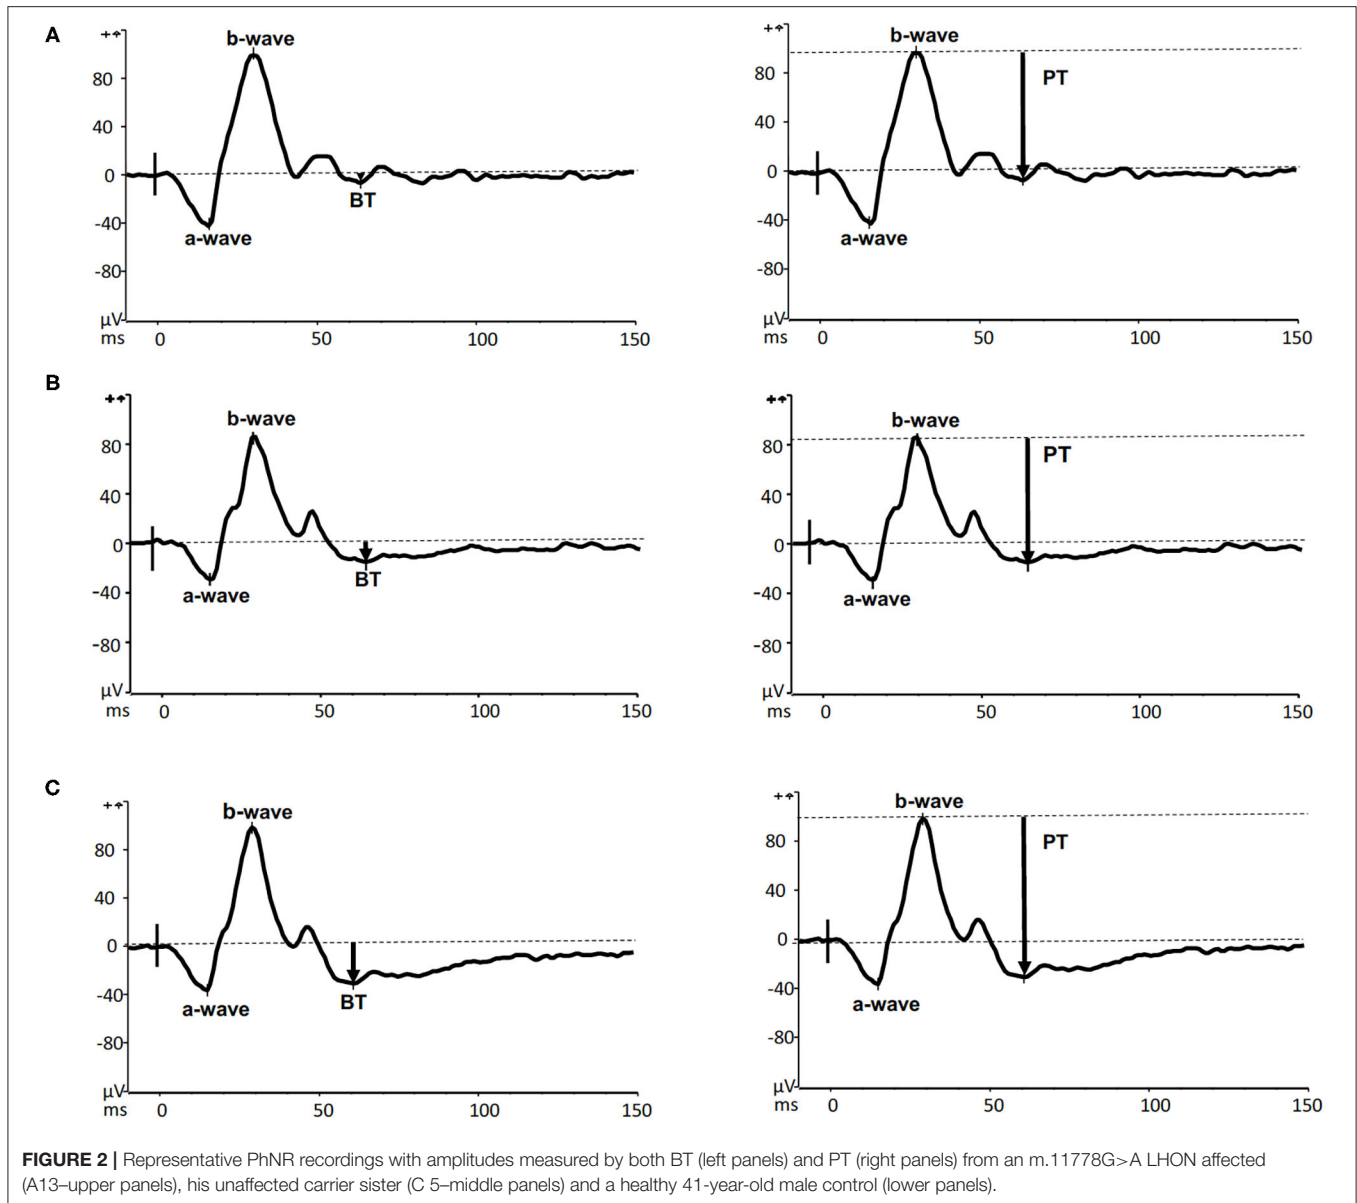 A
++
b-wave
80
40
0
-40
-80
µV
ms
a-wave
BT
0 50 100 150
++
b-wave
PT
80
40
0
-40
-80
µV
ms
a-wave
0 50 100 150
B
++
b-wave
80
40
0
-40
-80
µV
ms
a-wave
BT
0 50 100 150
++
b-wave
PT
80
40
0
-40
-80
µV
ms
a-wave
0 50 100 150
C
++
b-wave
80
40
0
-40
-80
µV
ms
a-wave
BT
0 50 100 150
++
b-wave
PT
80
40
0
-40
-80
µV
ms
a-wave
0 50 100 150
FIGURE 2 | Representative PhNR recordings with amplitudes measured by both BT (left panels) and PT (right panels) from an m.11778G>A LHON affected
(A13–upper panels), his unaffected carrier sister (C 5–middle panels) and a healthy 41-year-old male control (lower panels).